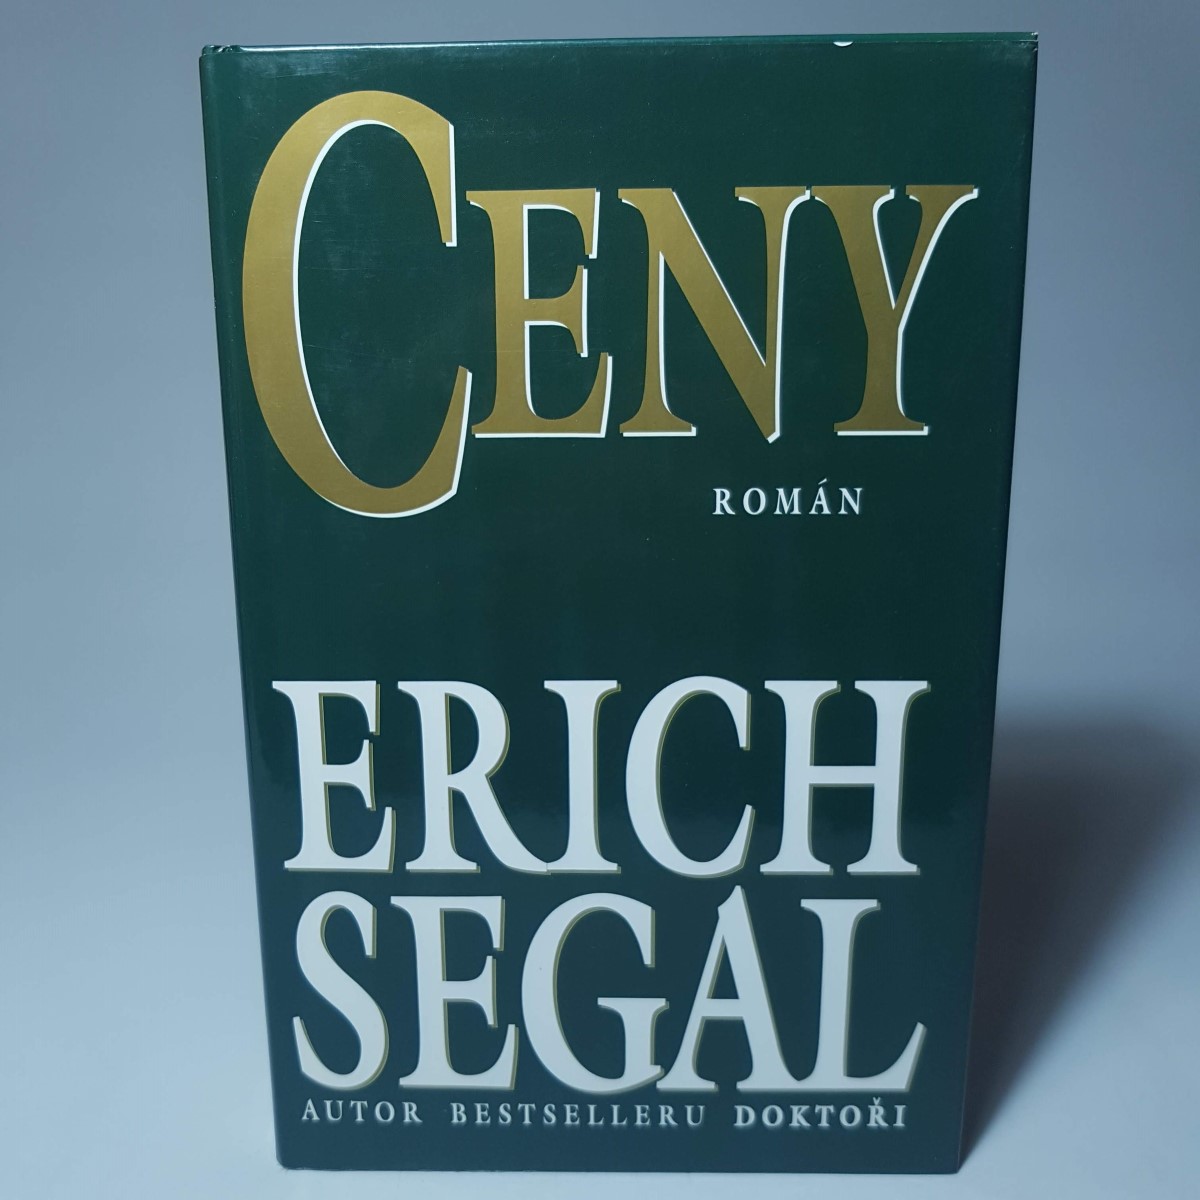 CENY
ROMÁN
ERICH
SEGAL
AUTOR BESTSELLERU DOKTOŘI